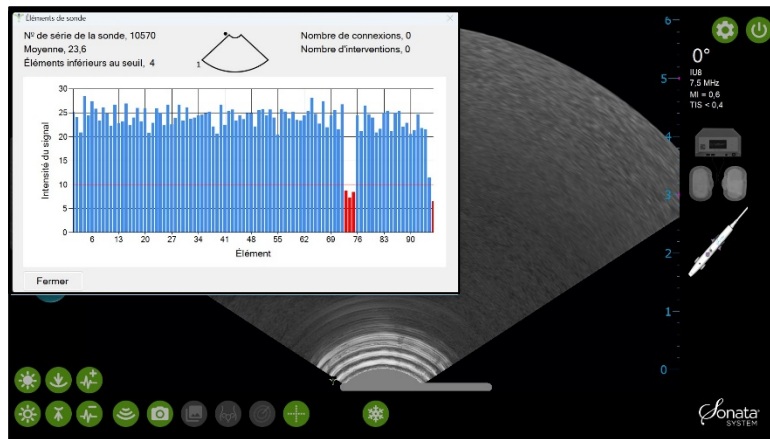 Éléments de sonde
Nº de série de la sonde, 10570
Moyenne, 23,6
Éléments inférieurs au seuil, 4
1
Nombre de connexions, 0
Nombre d'interventions, 0
Intensité du signal
30
25
20
15
10
5
0
6 13 20 27 34 41 48 55 62 69 76 83 90
Élément
Fermer
6
5
4
3
2
1
0
0°
IU8
7,5 MHz
MI = 0,6
TIS < 0,4
Sonata
SYSTEM